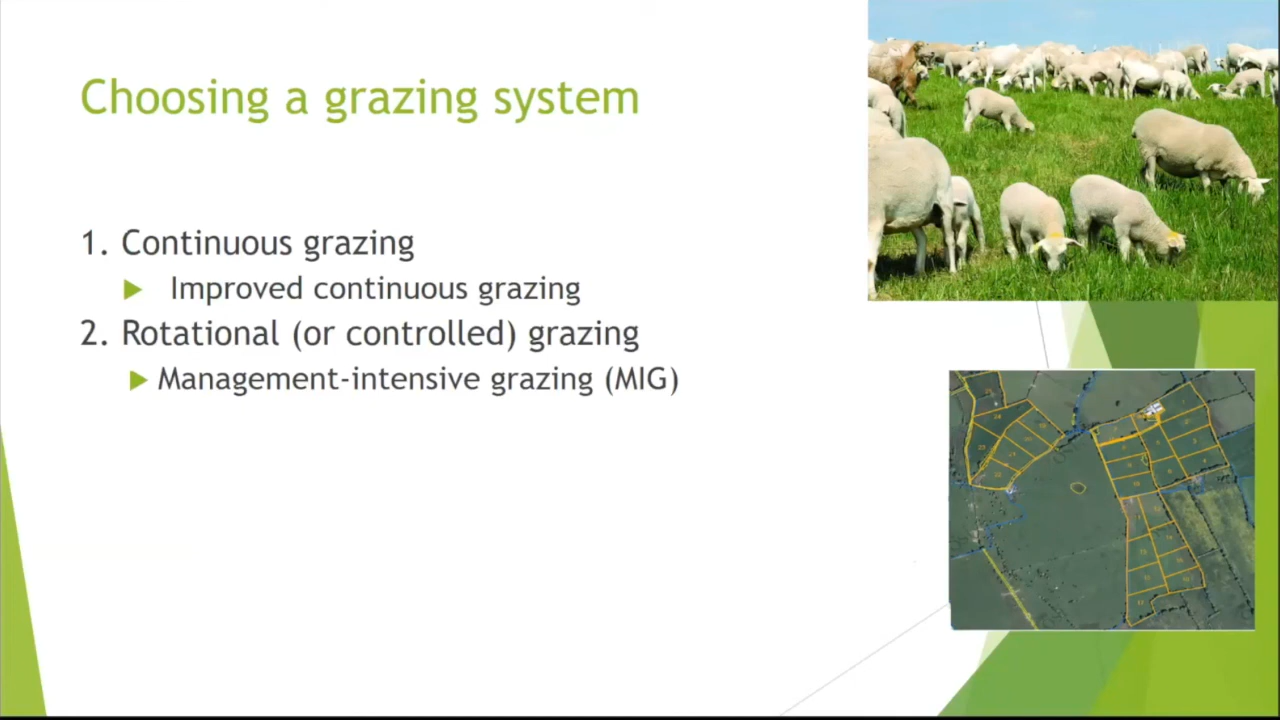 Choosing a grazing system
1. Continuous grazing
Improved continuous grazing
2. Rotational (or controlled) grazing
Management-intensive grazing (MIG)